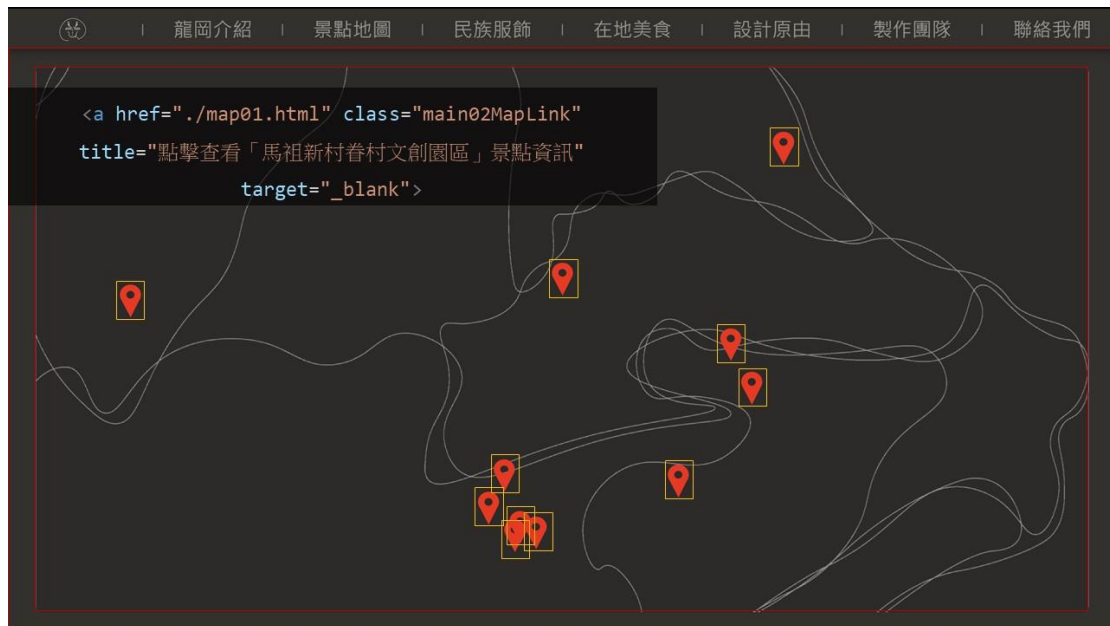 龍岡介紹 | 景點地圖 | 民族服飾 | 在地美食 | 設計原由 | 製作團隊 | 聯絡我們
<a href="./map01.html" class="main02MapLink"
title="點擊查看「馬祖新村眷村文創園區」景點資訊"
target="_blank">